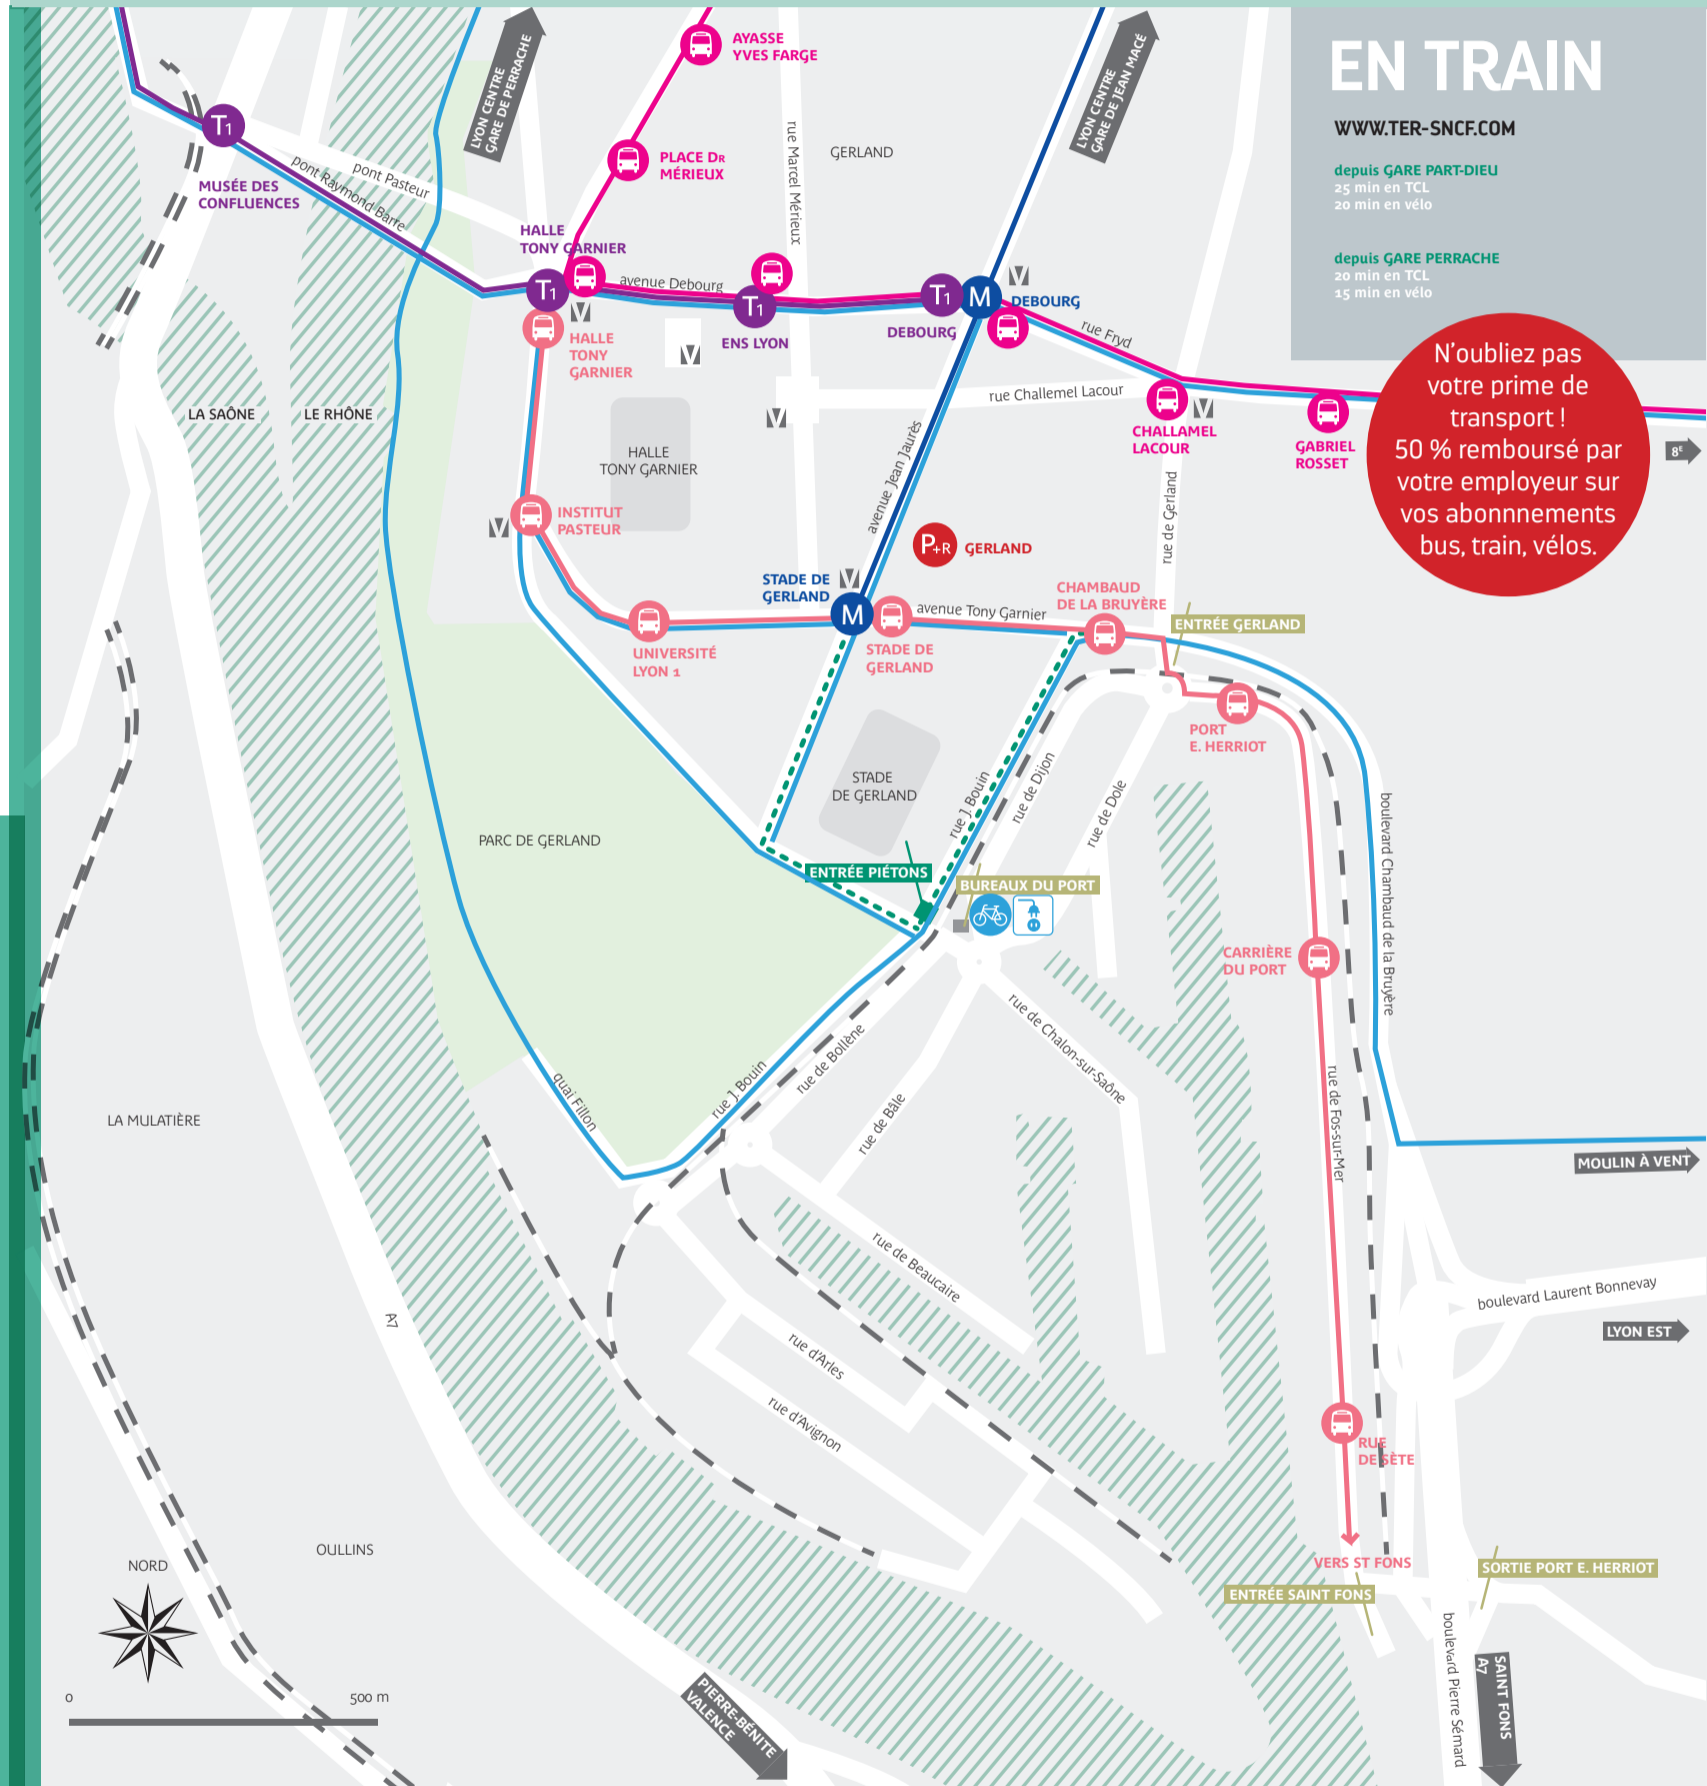 EN TRAIN
WWW.TER-SNCF.COM
depuis GARE PART-DIEU
25 min en TCL
20 min en vélo
depuis GARE PERRACHE
20 min en TCL
15 min en vélo
N'oubliez pas
votre prime de
transport !
50 % remboursé par
votre employeur sur
vos abonnnements
bus, train, vélos.
LYON CENTRE
GARE DE PERRACHE
AYASSE
YVES FARGE
LYON CENTRE
GARE DE JEAN MACÉ
T1
MUSÉE DES
CONFLUENCES
pont Pasteur
pont Raymond Barre
PLACE DR
MÉRIEUX
rue Marcel Mérieux
GERLAND
HALLE
TONY GARNIER
T1
avenue Debourg
V
T1
ENS LYON
T1
M
V
DEBOURG
DEBOURG
rue Fryd
HALLE
TONY
GARNIER
V
rue Challemel Lacour
V
V
CHALLAMEL
LACOUR
GABRIEL
ROSSET
8E
LA SAÔNE
LE RHÔNE
HALLE
TONY GARNIER
avenue Jean Jaurès
rue de Gerland
V
INSTITUT
PASTEUR
P+R
GERLAND
STADE DE
GERLAND
V
M
avenue Tony Garnier
CHAMBAUD
DE LA BRUYÈRE
ENTRÉE GERLAND
UNIVERSITÉ
LYON 1
STADE DE
GERLAND
PORT
E. HERRIOT
STADE
DE GERLAND
rue J. Bouin
rue de Dijon
rue de Dole
boulevard Chambaud de la Bruyère
PARC DE GERLAND
ENTRÉE PIÉTONS
BUREAUX DU PORT
CARRIÈRE
DU PORT
rue de Chalon-sur-Saône
rue de Bollène
rue J. Bouin
quai Fillon
rue de Bâle
rue de Fos-sur-Mer
LA MULATIÈRE
MOULIN À VENT
rue de Beaucaire
boulevard Laurent Bonnevay
LYON EST
A7
rue d'Arles
rue d'Avignon
RUE
DE SÈTE
OULLINS
NORD
VERS ST FONS
SORTIE PORT E. HERRIOT
ENTRÉE SAINT FONS
boulevard Pierre Sémard
SAINT FONS
A7
PIERRE-BÉNITE
VALENCE
0
500 m